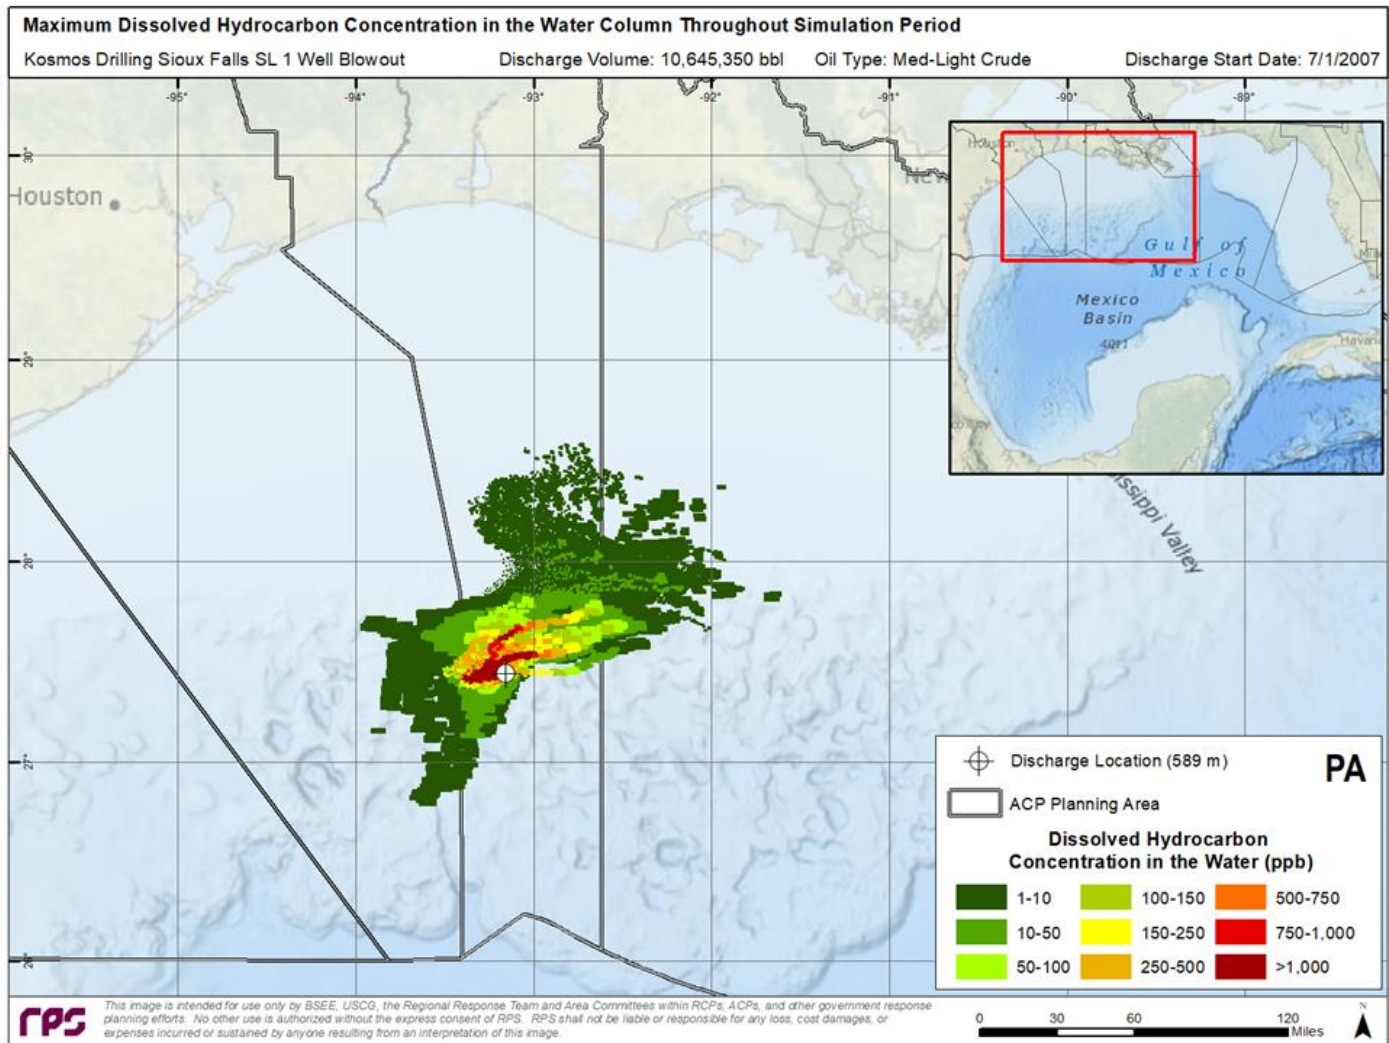 Maximum Dissolved Hydrocarbon Concentration in the Water Column Throughout Simulation Period
Kosmos Drilling Sioux Falls SL 1 Well Blowout Discharge Volume: 10,645,350 bbl Oil Type: Med-Light Crude Discharge Start Date: 7/1/2007
-95° -94° -93° -92° -91° -90° -89°
30°
Houston
29°
28°
27°
26°
Houston
Gulf of
Mexico
Mexico
Basin
Havana
ssissippi Valley
Discharge Location (589 m)
PA
ACP Planning Area
Dissolved Hydrocarbon
Concentration in the Water (ppb)
1-10 100-150 500-750
10-50 150-250 750-1,000
50-100 250-500 >1,000
rps
This image is intended for use only by BSEE, USCG, the Regional Response Team and Area Committees within RCPs, ACPs, and other government response
planning efforts. No other use is authorized without the express consent of RPS. RPS shall not be liable or responsible for any loss, cost damages, or
expenses incurred or sustained by anyone resulting from an interpretation of this image.
0 30 60 120
Miles
N